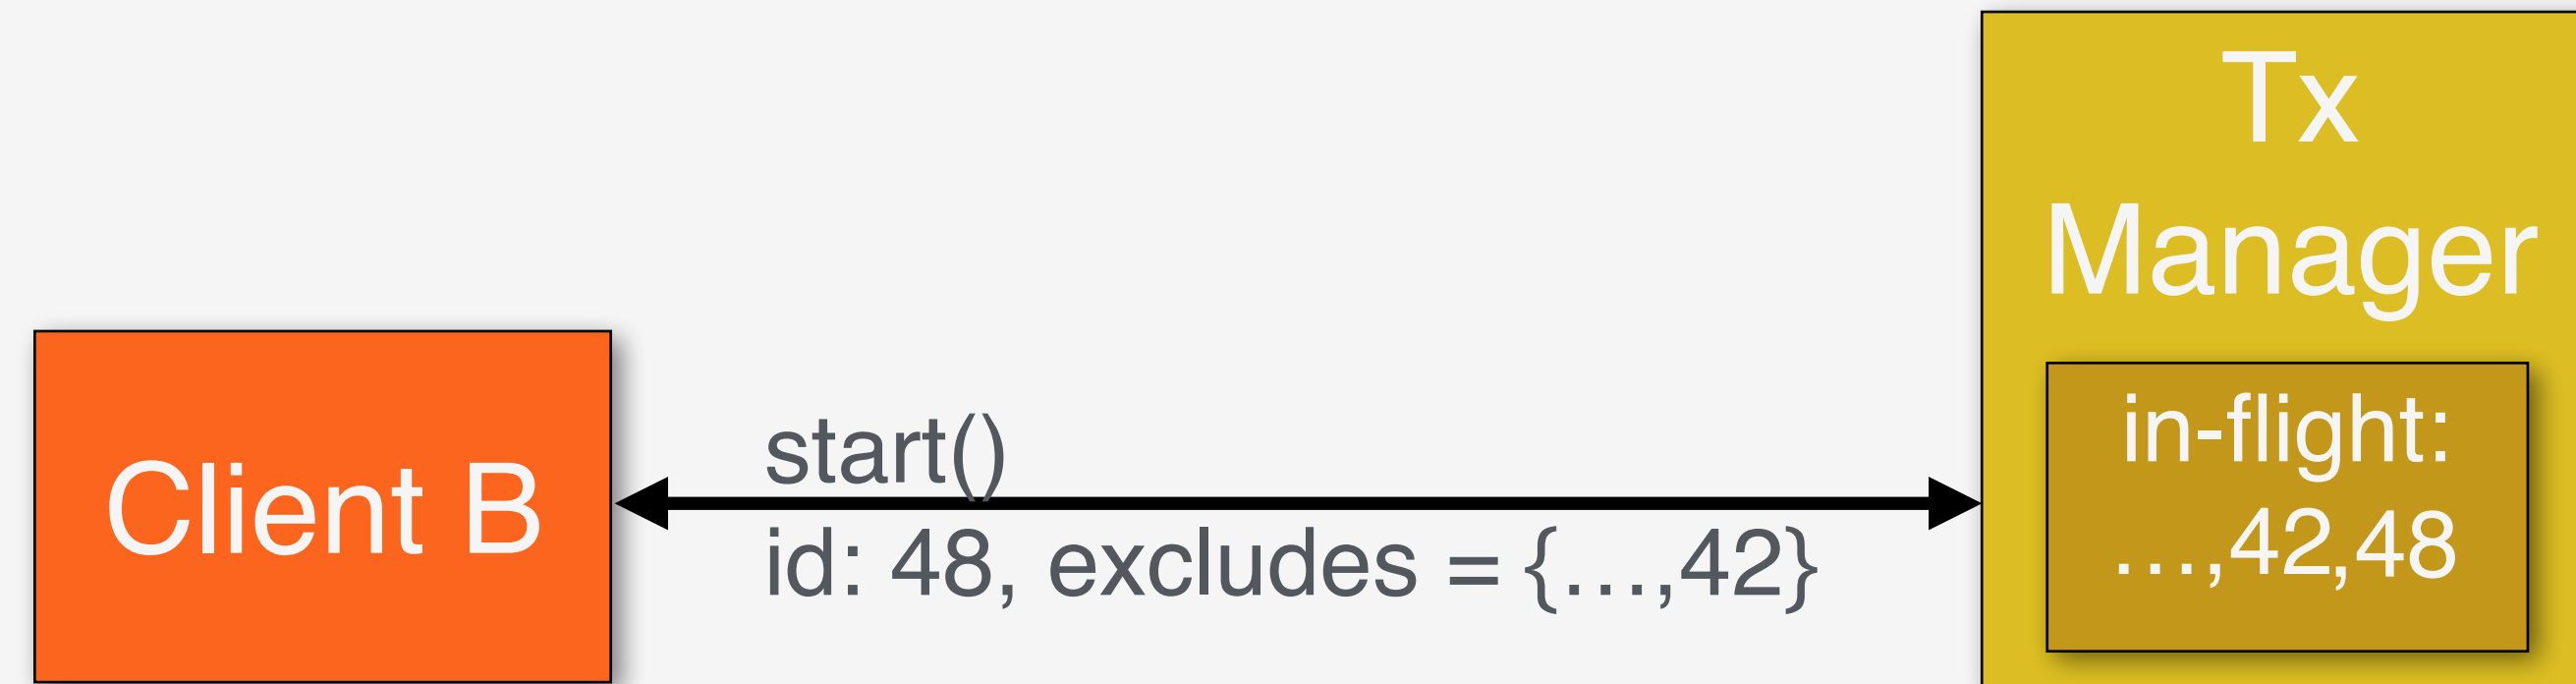 Tx
Manager
in-flight:
…,42,48
Client B
start()
id: 48, excludes = {…,42}